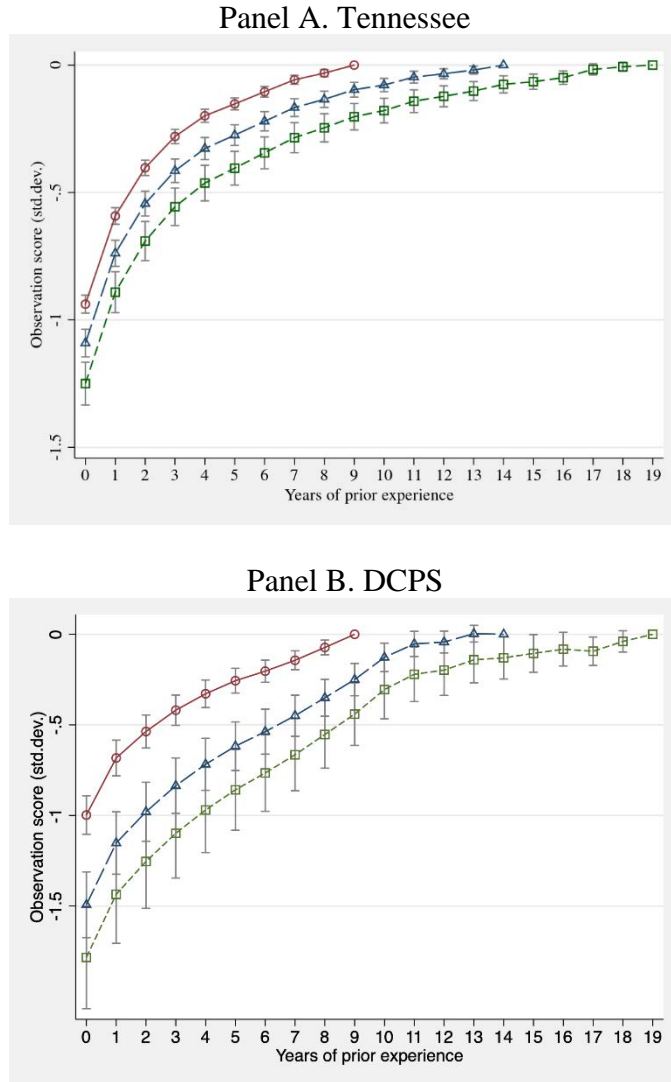 Panel A. Tennessee
0
-.5
-1
-1.5
Observation score (std.dev.)
0 1 2 3 4 5 6 7 8 9 10 11 12 13 14 15 16 17 18 19
Years of prior experience
Panel B. DCPS
0
-.5
-1
-1.5
Observation score (std.dev.)
0 1 2 3 4 5 6 7 8 9 10 11 12 13 14 15 16 17 18 19
Years of prior experience